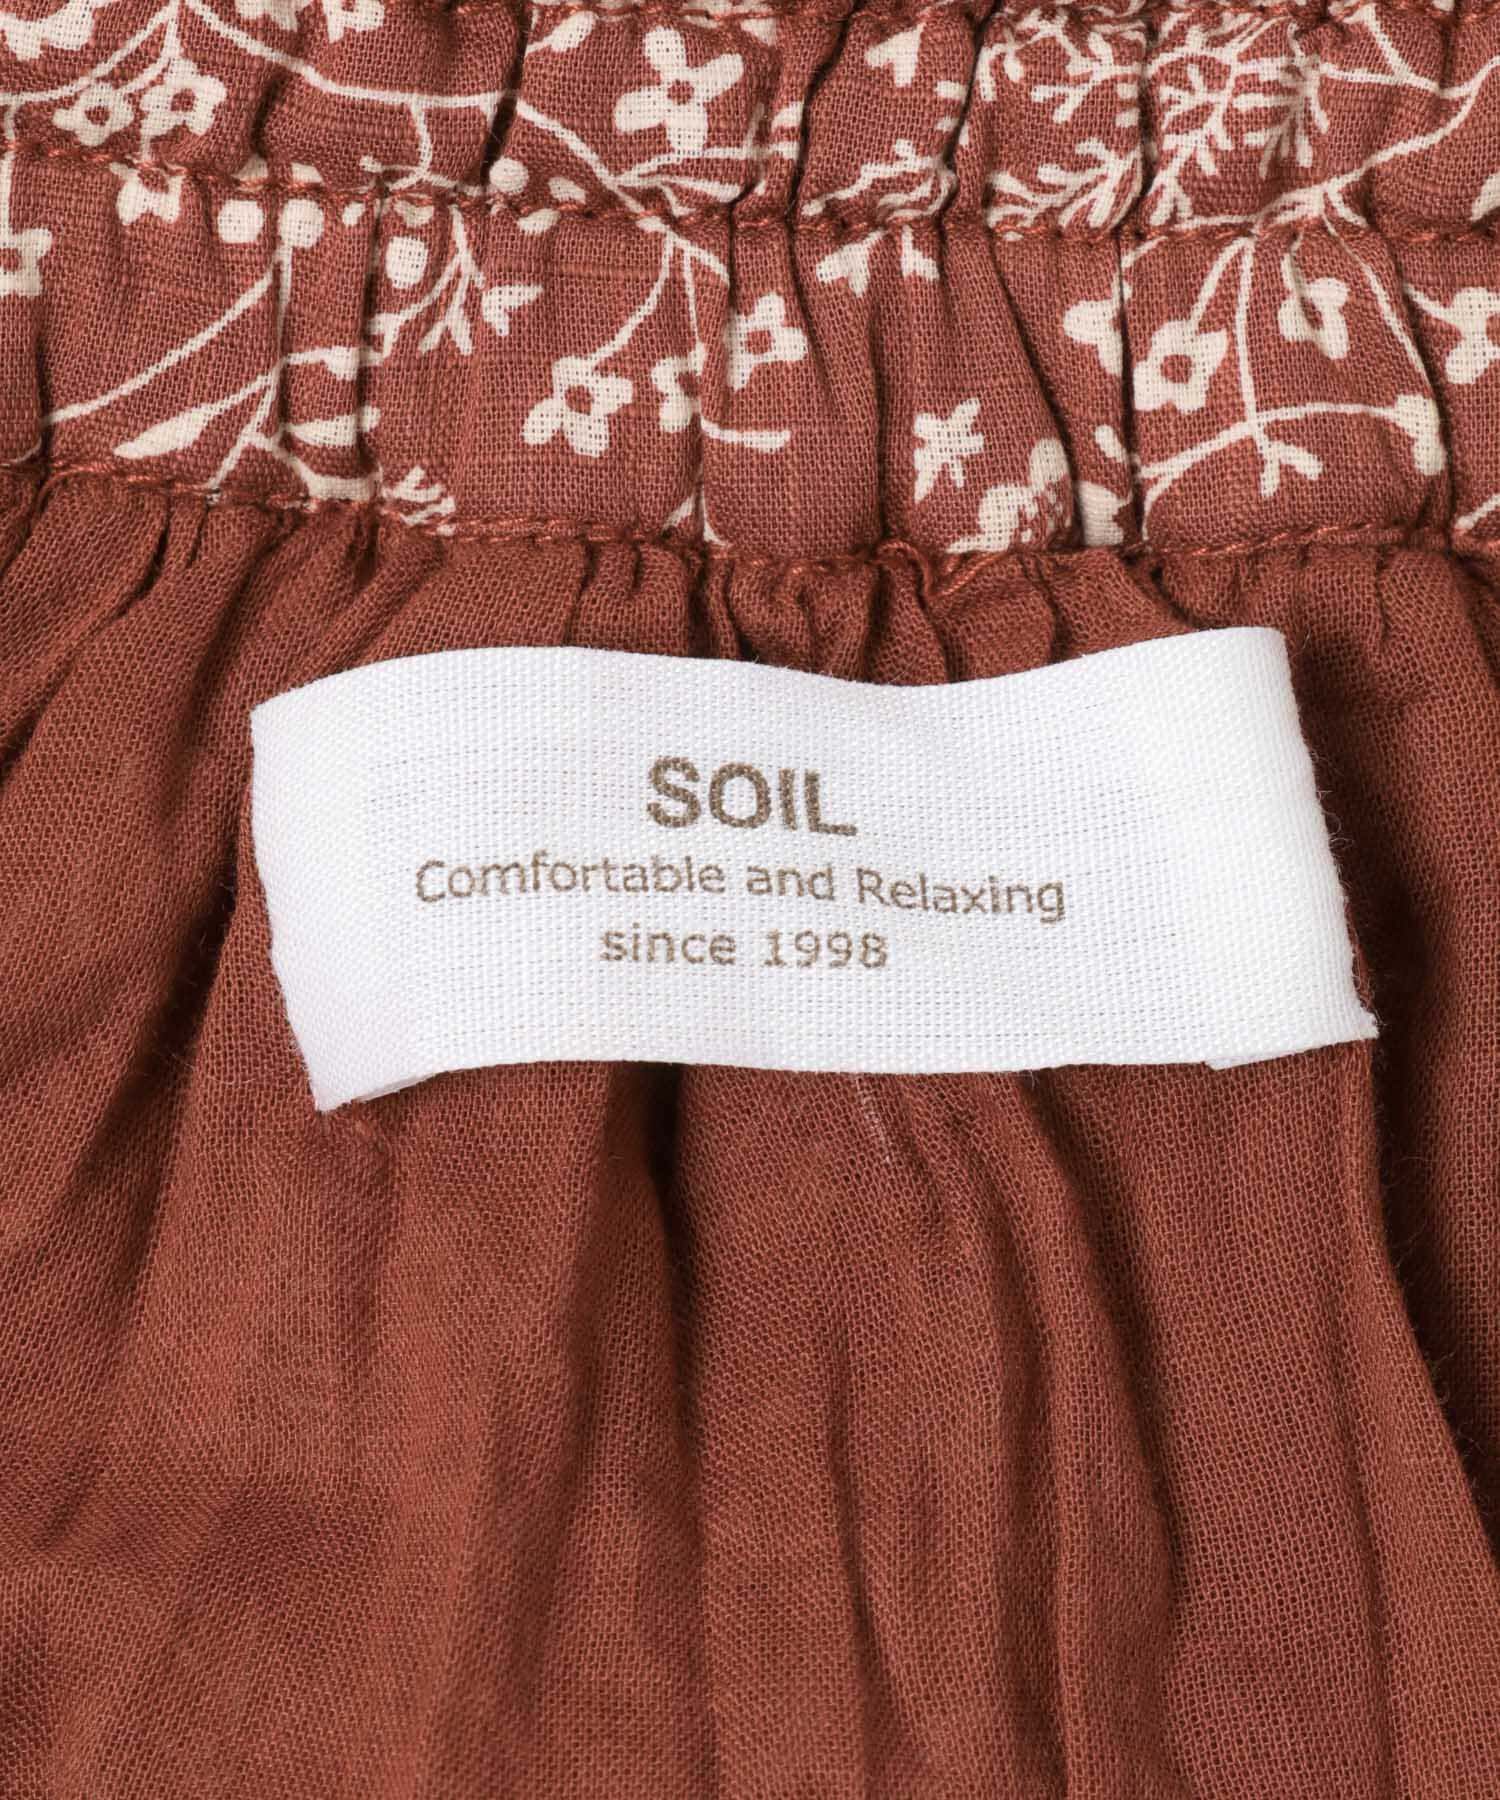 SOIL
Comfortable and Relaxing
since 1998